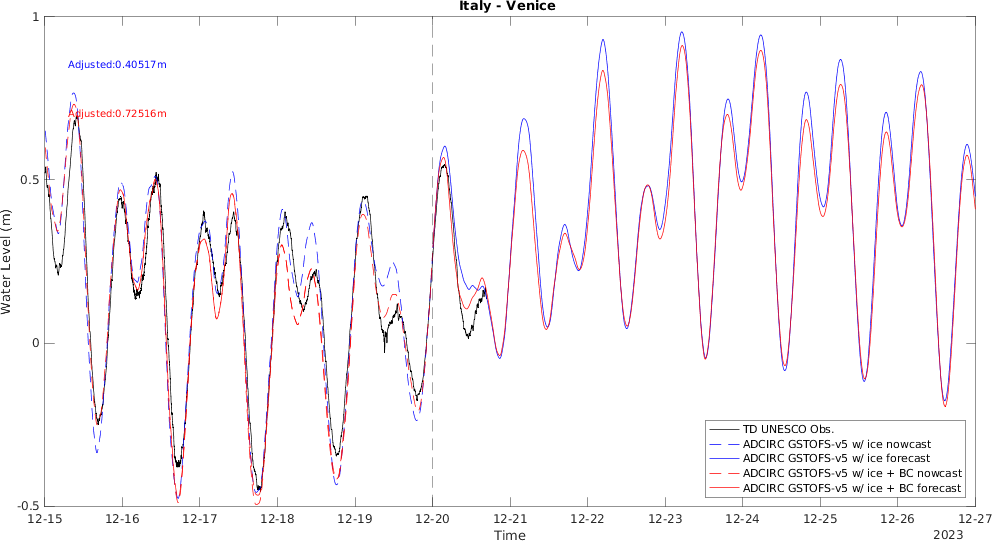 Italy - Venice
1
0.5
0
-0.5
Water Level (m)
Adjusted:0.40517m
Adjusted:0.72516m
TD UNESCO Obs.
ADCIRC GSTOFS-v5 w/ ice nowcast
ADCIRC GSTOFS-v5 w/ ice forecast
ADCIRC GSTOFS-v5 w/ ice + BC nowcast
ADCIRC GSTOFS-v5 w/ ice + BC forecast
12-15 12-16 12-17 12-18 12-19 12-20 12-21 12-22 12-23 12-24 12-25 12-26 12-27
Time
2023